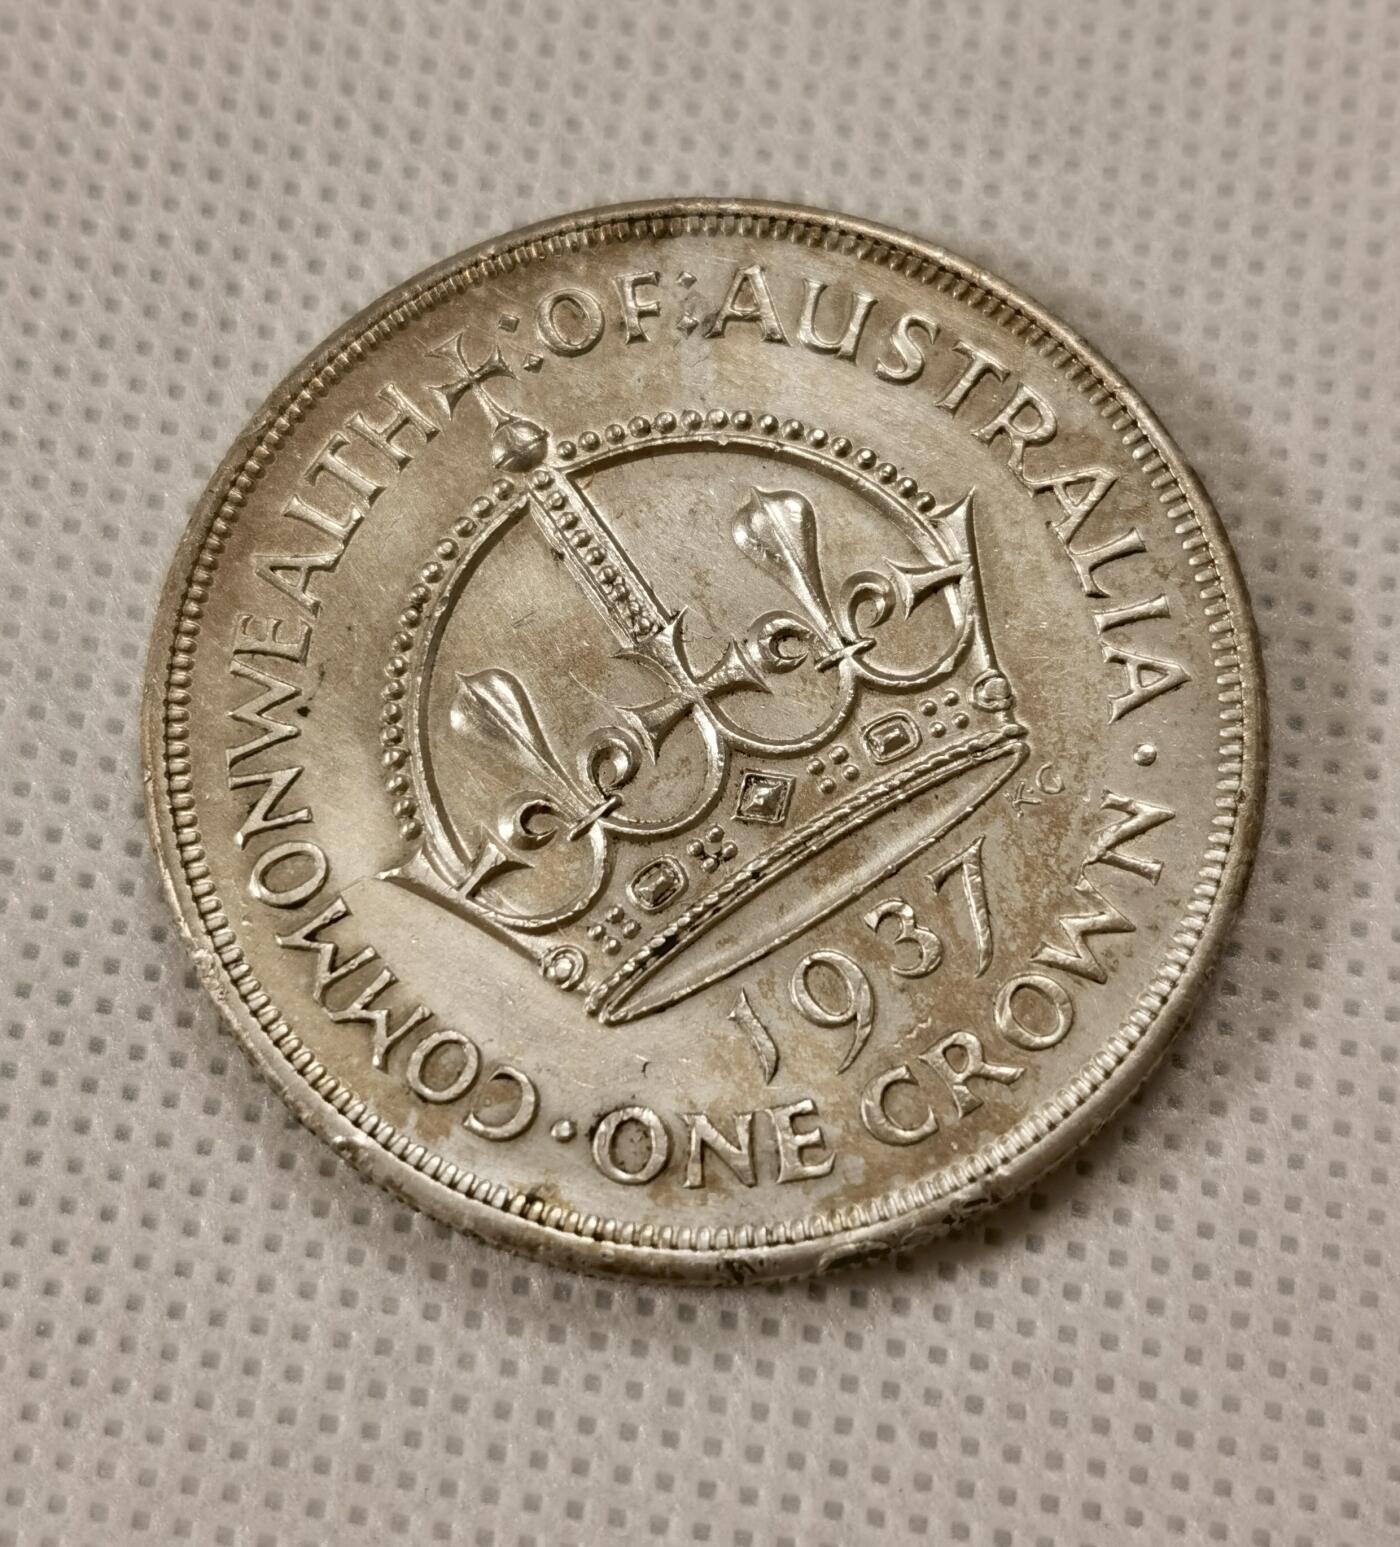 COMMONWEALTH : OF : AUSTRALIA · ONE CROWN ·
1937
KG